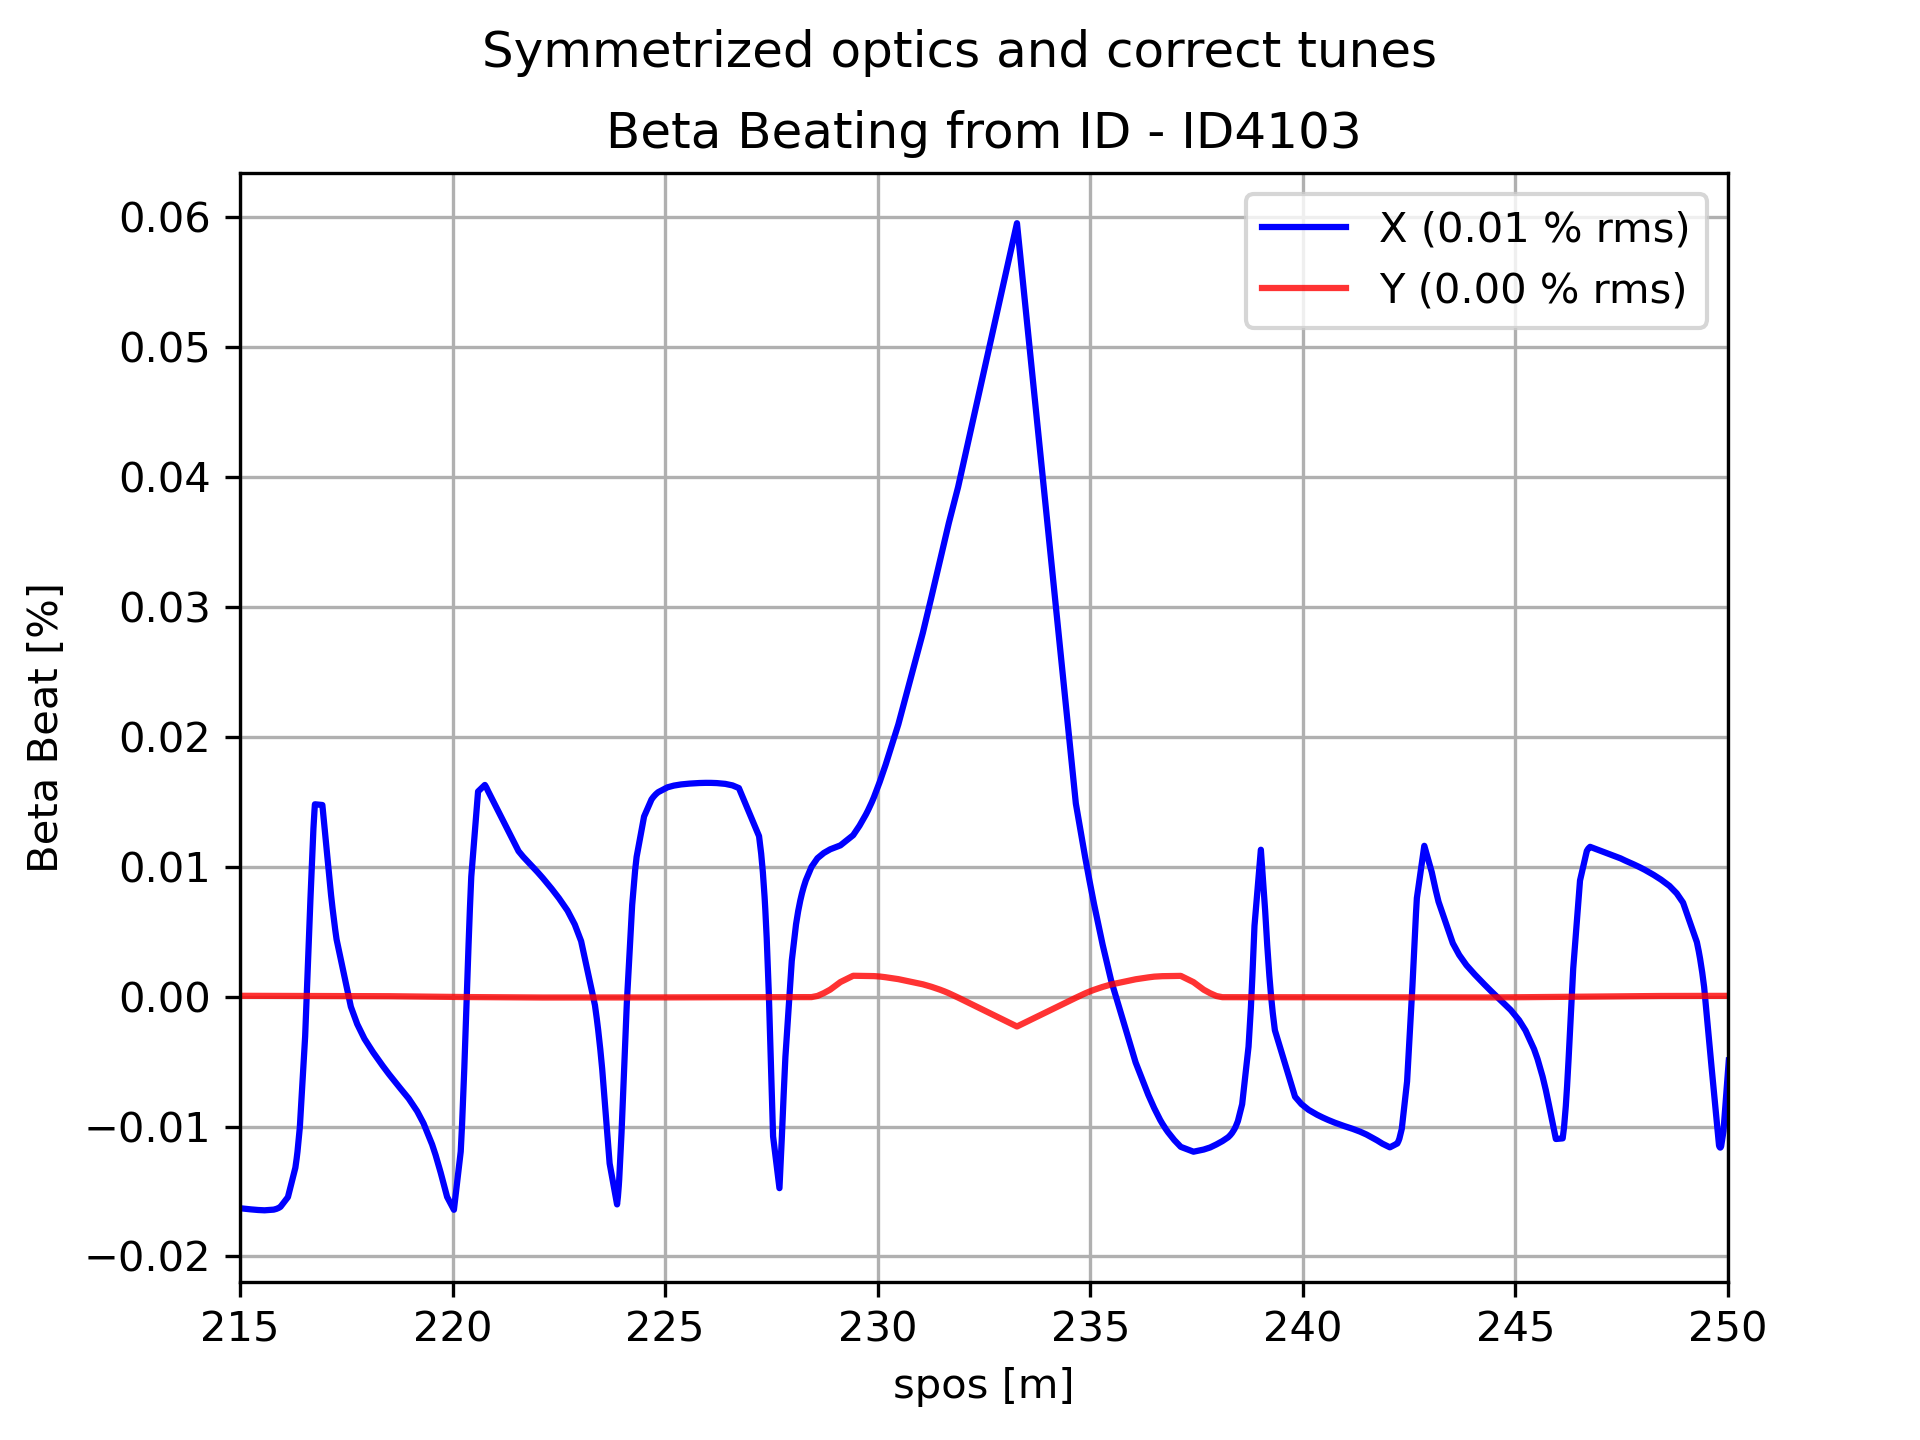 Symmetrized optics and correct tunes
Beta Beating from ID - ID4103
X (0.01 % rms)
Y (0.00 % rms)
0.06
0.05
0.04
0.03
0.02
0.01
0.00
−0.01
−0.02
Beta Beat [%]
215 220 225 230 235 240 245 250
spos [m]